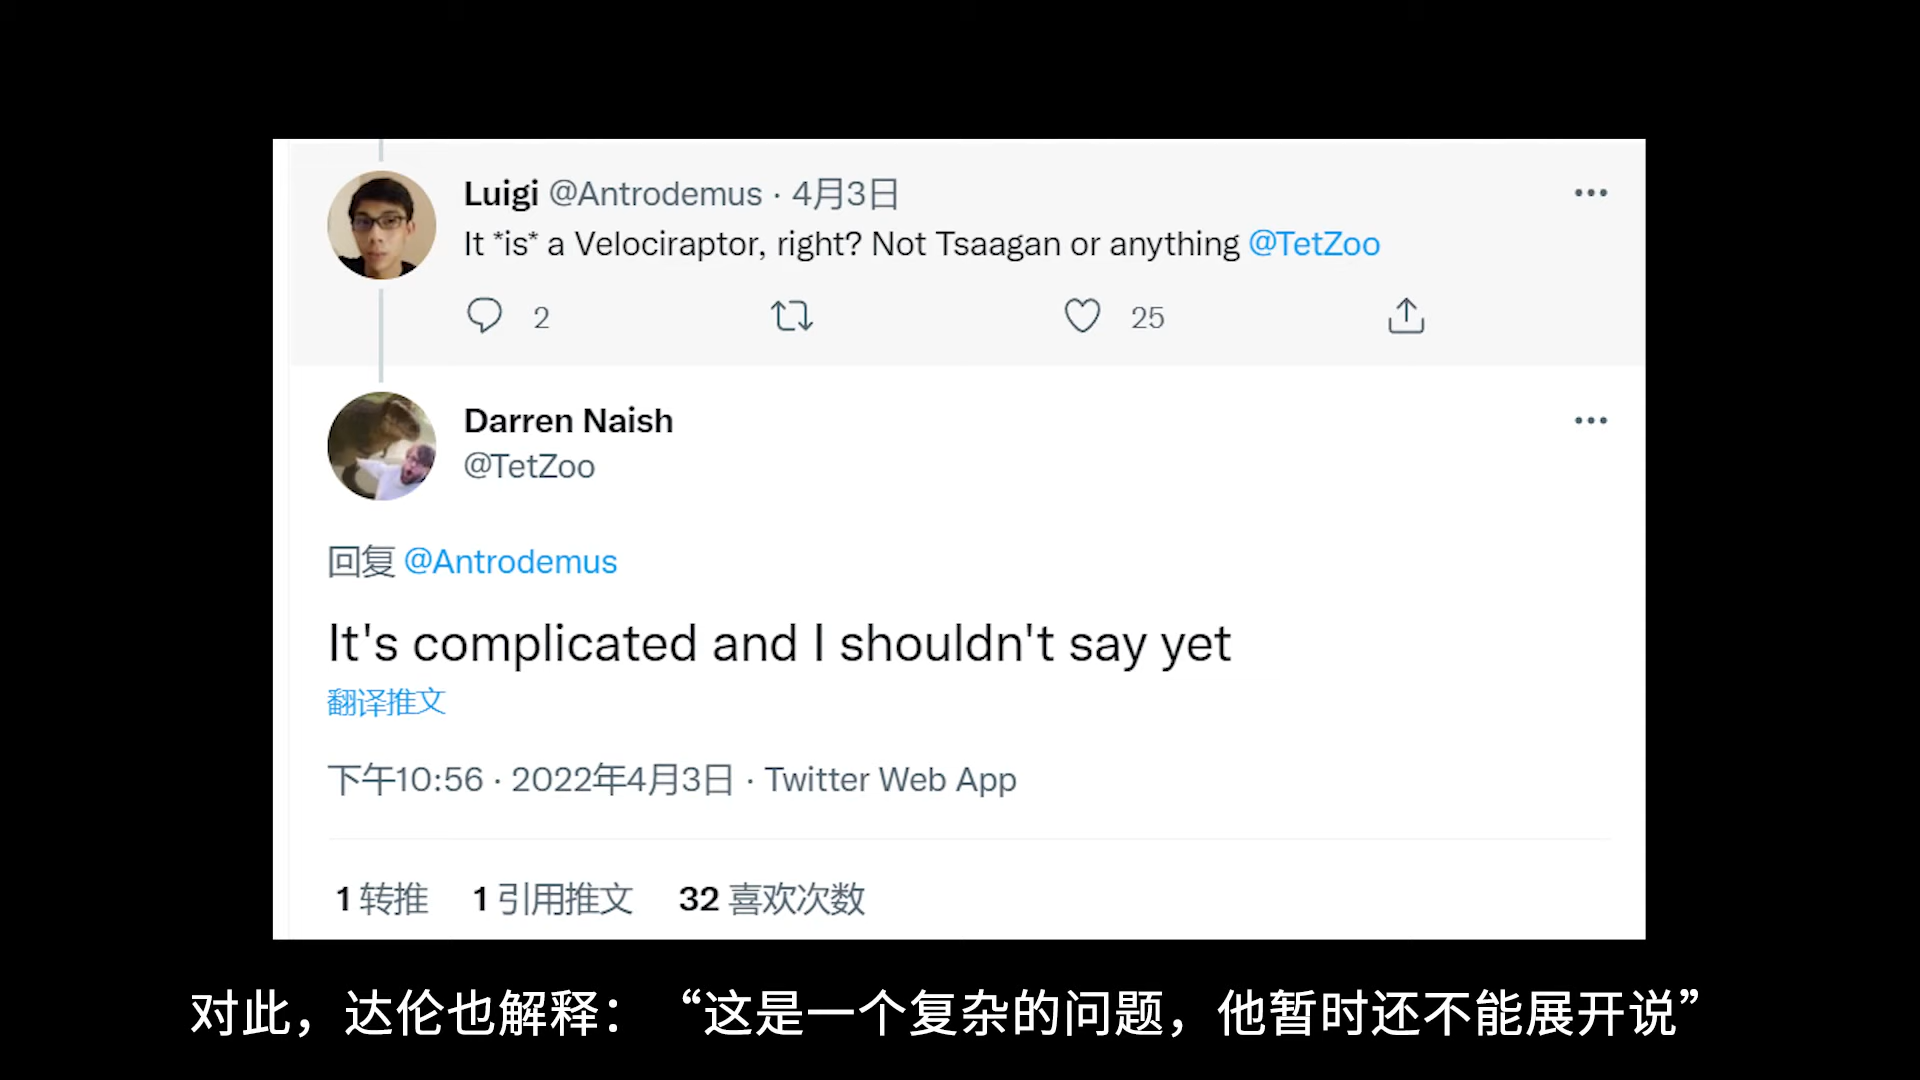 Luigi @Antrodemus · 4月3日
It *is* a Velociraptor, right? Not Tsaagan or anything @TetZoo
2 25
Darren Naish
@TetZoo
回复 @Antrodemus
It's complicated and I shouldn't say yet
翻译推文
下午10:56 · 2022年4月3日 · Twitter Web App
1 转推 1 引用推文 32 喜欢次数
对此，达伦也解释：“这是一个复杂的问题，他暂时还不能展开说”